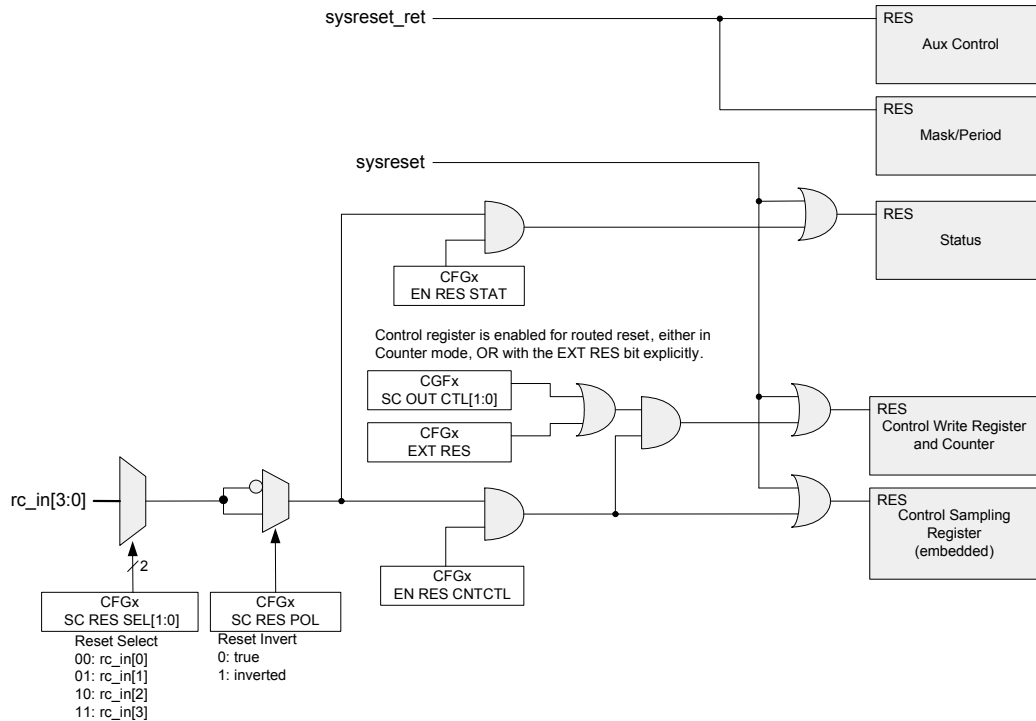 sysreset_ret
RES
Aux Control
RES
Mask/Period
sysreset
RES
Status
CFGx
EN RES STAT
Control register is enabled for routed reset, either in
Counter mode, OR with the EXT RES bit explicitly.
CGFx
SC OUT CTL[1:0]
CFGx
EXT RES
RES
Control Write Register
and Counter
rc_in[3:0]
RES
Control Sampling
Register
(embedded)
2
CFGx
EN RES CNTCTL
CFGx
SC RES SEL[1:0]
CFGx
SC RES POL
Reset Select
00: rc_in[0]
01: rc_in[1]
10: rc_in[2]
11: rc_in[3]
Reset Invert
0: true
1: inverted